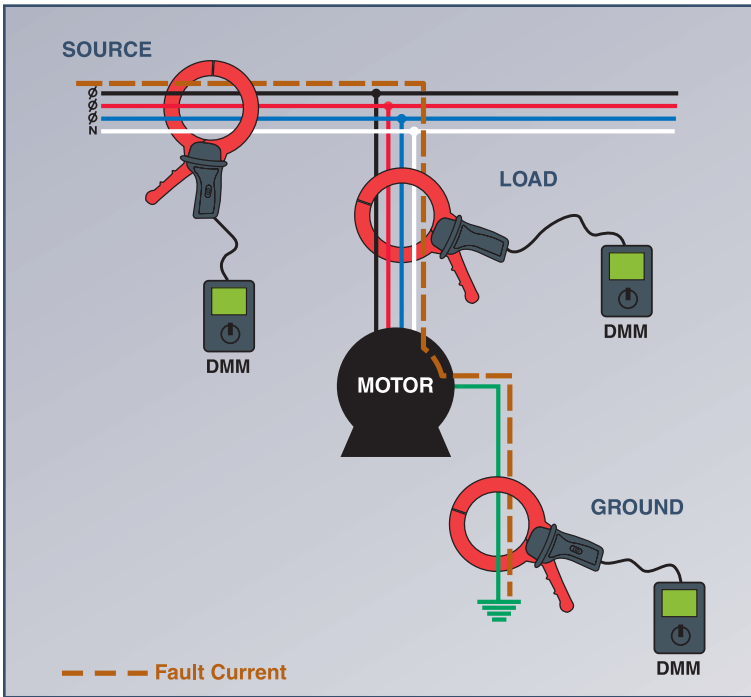 SOURCE
Ø
Ø
Ø
N
LOAD
DMM
DMM
MOTOR
GROUND
DMM
Fault Current